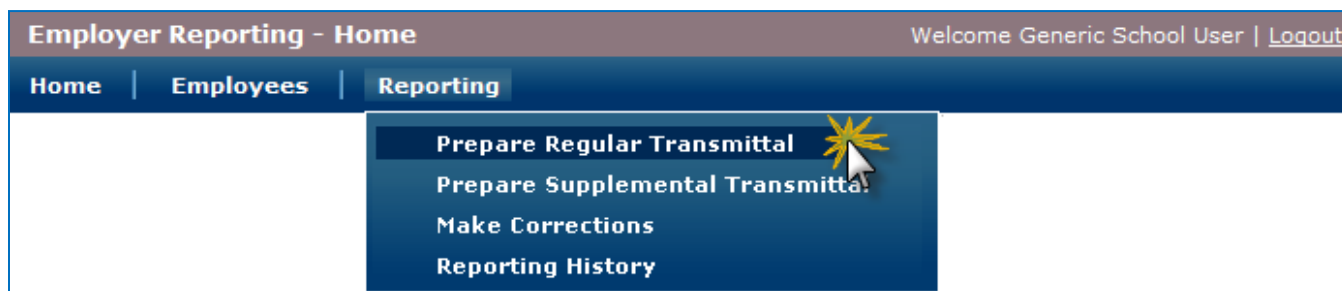 Employer Reporting - Home Welcome Generic School User | Logout
Home | Employees | Reporting
Prepare Regular Transmittal
Prepare Supplemental Transmittal
Make Corrections
Reporting History